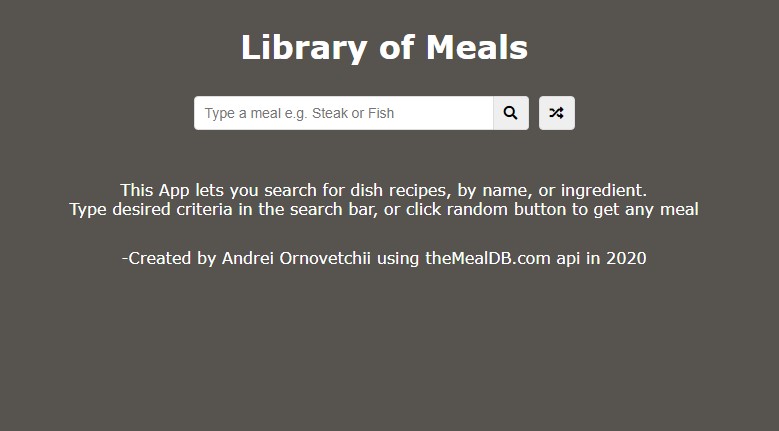 Library of Meals
Type a meal e.g. Steak or Fish
This App lets you search for dish recipes, by name, or ingredient.
Type desired criteria in the search bar, or click random button to get any meal
-Created by Andrei Ornovetchii using theMealDB.com api in 2020